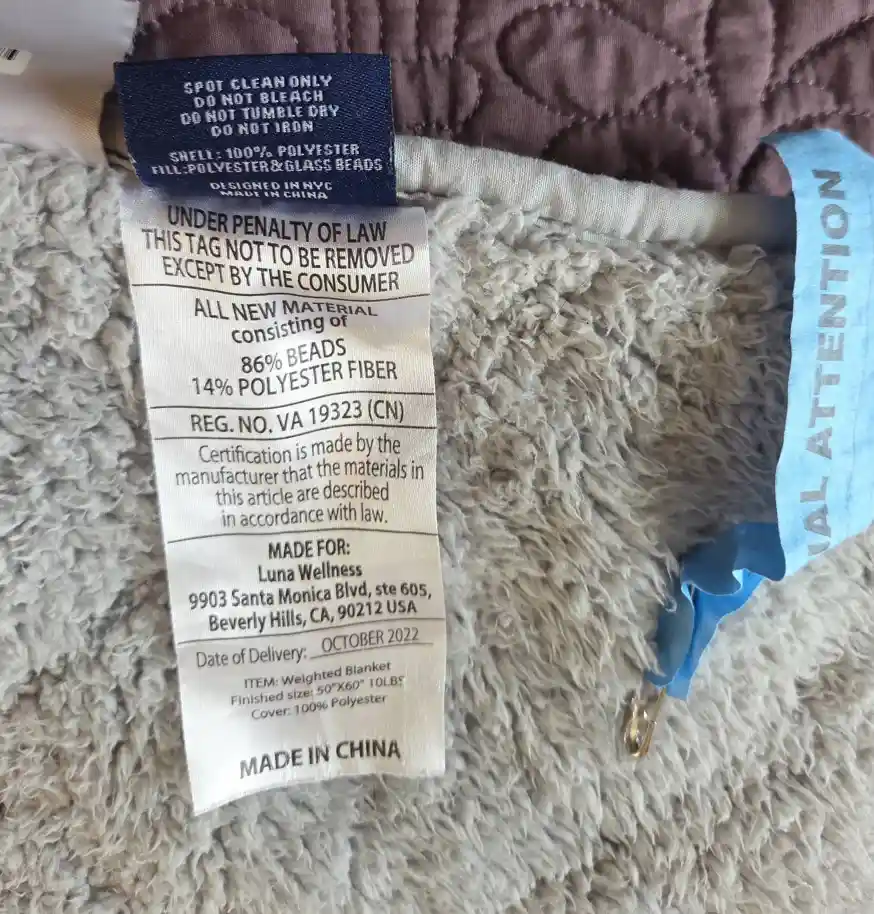 SPOT CLEAN ONLY
DO NOT BLEACH
DO NOT TUMBLE DRY
DO NOT IRON
SHELL: 100% POLYESTER
FILL:POLYESTER&GLASS BEADS
DESIGNED IN NYC
MADE IN CHINA
UNDER PENALTY OF LAW
THIS TAG NOT TO BE REMOVED
EXCEPT BY THE CONSUMER
ALL NEW MATERIAL
consisting of
86% BEADS
14% POLYESTER FIBER
REG. NO. VA 19323 (CN)
Certification is made by the
manufacturer that the materials in
this article are described
in accordance with law.
MADE FOR:
Luna Wellness
9903 Santa Monica Blvd, ste 605,
Beverly Hills, CA, 90212 USA
Date of Delivery: OCTOBER 2022
ITEM: Weighted Blanket
Finished size: 50"X60" 10LBS
Cover: 100% Polyester
MADE IN CHINA
IAL ATTENTION